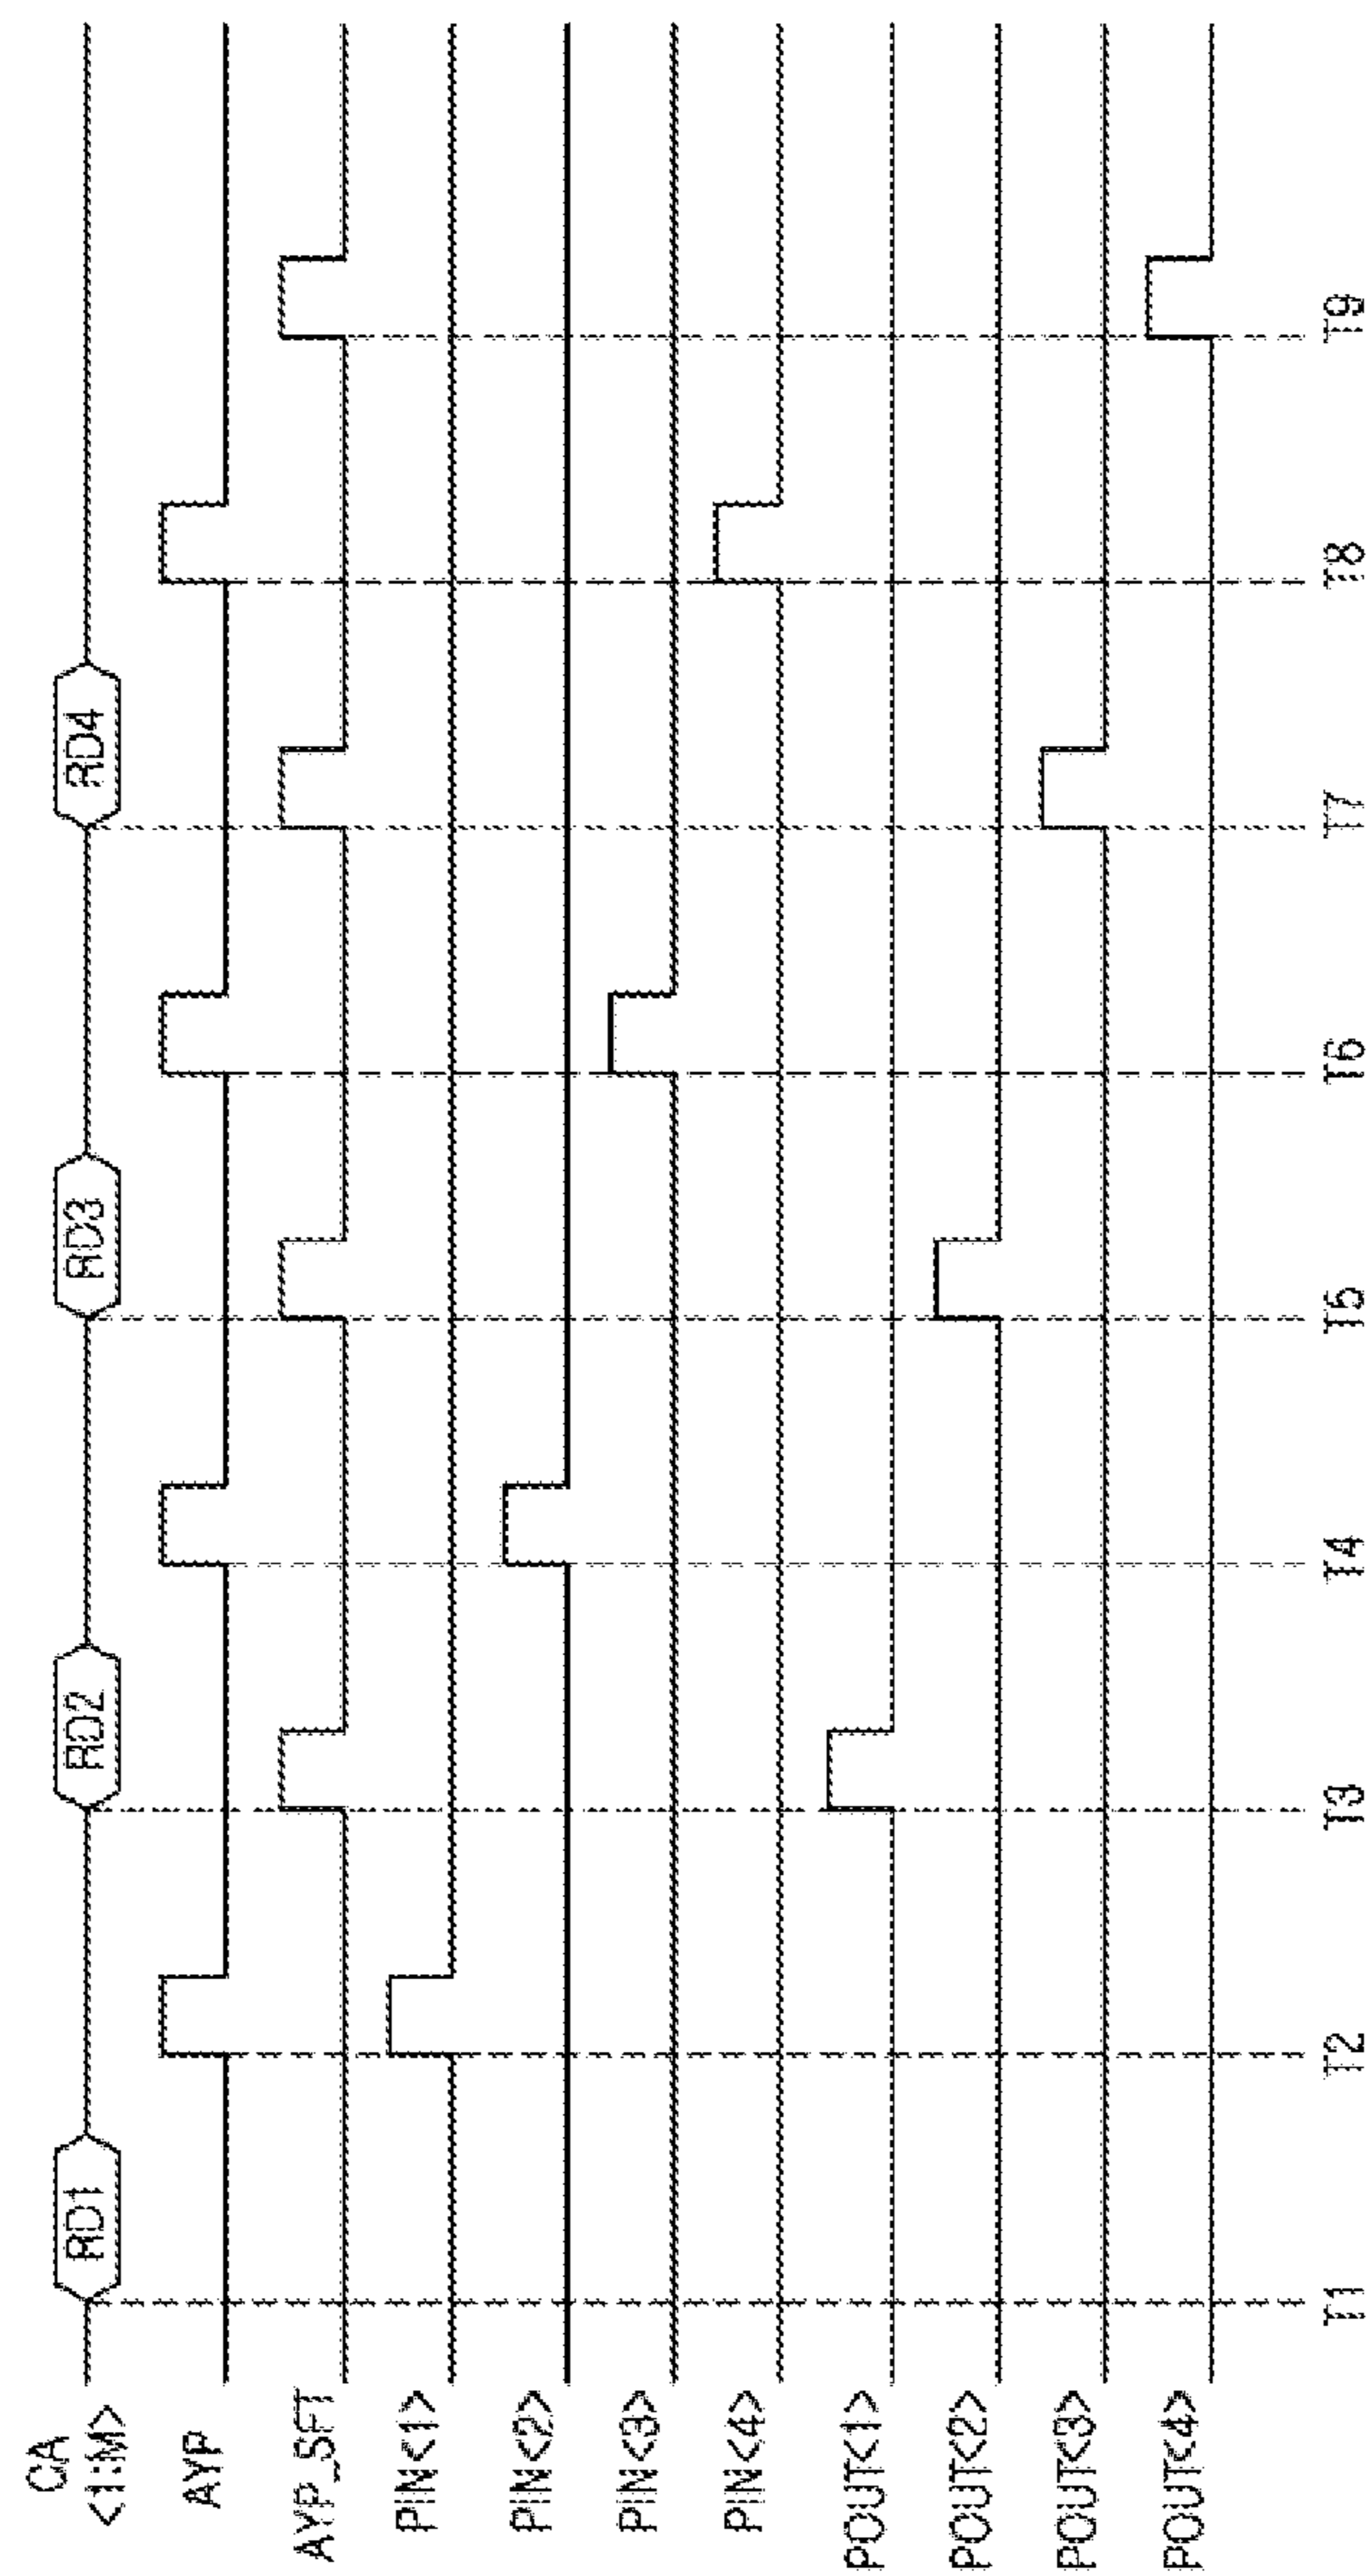 CA
<1:M>
RD1
RD2
RD3
RD4
AYP
AYP_SFT
PIN<1>
PIN<2>
PIN<3>
PIN<4>
POUT<1>
POUT<2>
POUT<3>
POUT<4>
T1
T2
T3
T4
T5
T6
T7
T8
T9